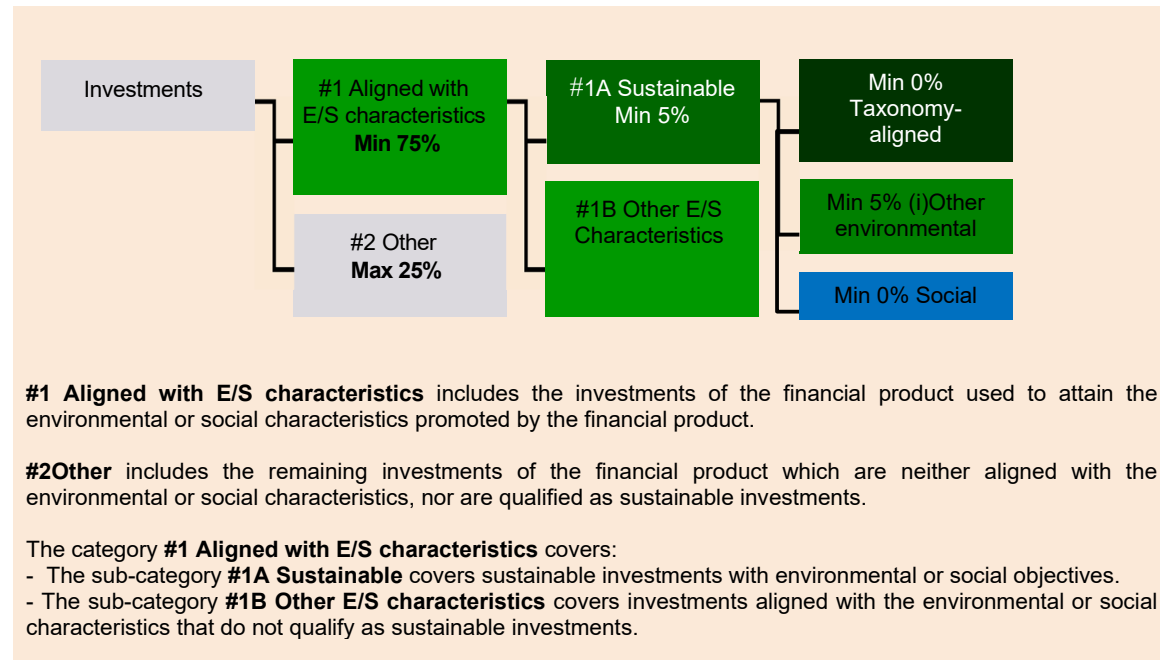 Investments
#1 Aligned with
E/S characteristics
Min 75%
#2 Other
Max 25%
#1A Sustainable
Min 5%
#1B Other E/S
Characteristics
Min 0%
Taxonomy-
aligned
Min 5% (i)Other
environmental
Min 0% Social
#1 Aligned with E/S characteristics includes the investments of the financial product used to attain the
environmental or social characteristics promoted by the financial product.
#2Other includes the remaining investments of the financial product which are neither aligned with the
environmental or social characteristics, nor are qualified as sustainable investments.
The category #1 Aligned with E/S characteristics covers:
- The sub-category #1A Sustainable covers sustainable investments with environmental or social objectives.
- The sub-category #1B Other E/S characteristics covers investments aligned with the environmental or social
characteristics that do not qualify as sustainable investments.